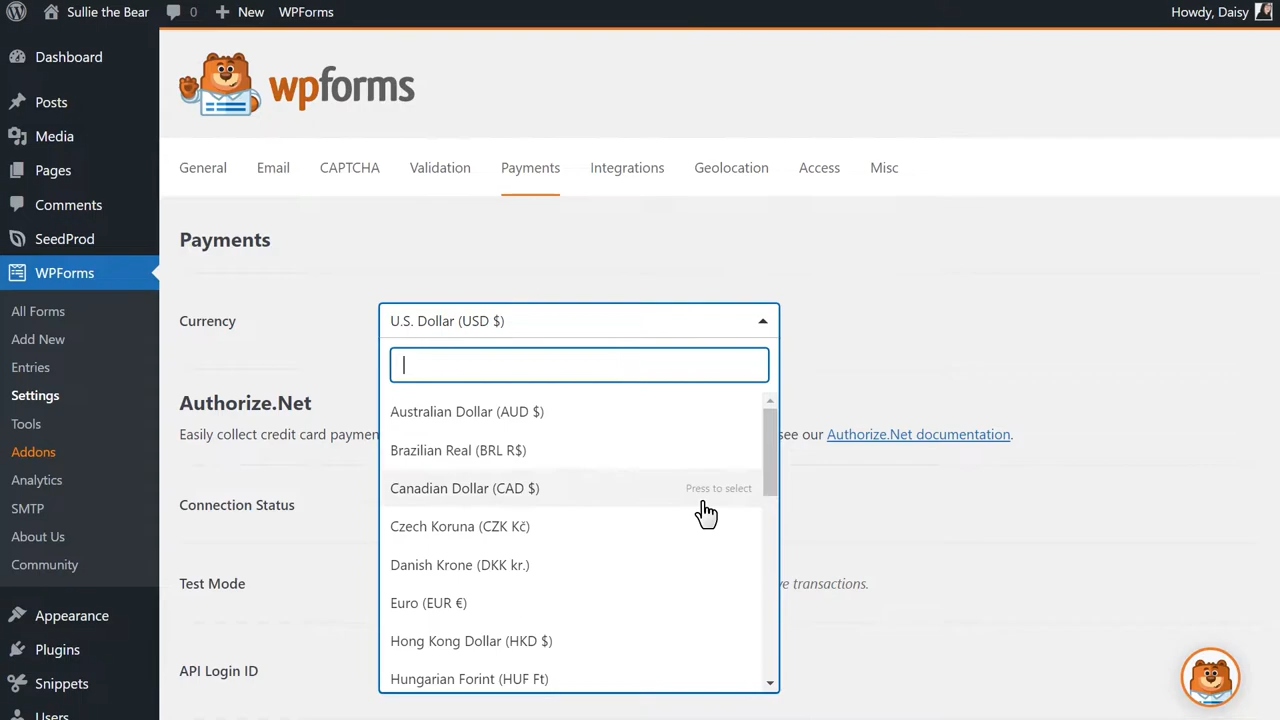 Sullie the Bear
0
New
WPForms
Howdy, Daisy
Dashboard
Posts
Media
Pages
Comments
SeedProd
WPForms
All Forms
Add New
Entries
Settings
Tools
Addons
Analytics
SMTP
About Us
Community
Appearance
Plugins
Snippets
Users
wpforms
General
Email
CAPTCHA
Validation
Payments
Integrations
Geolocation
Access
Misc
Payments
Currency
U.S. Dollar (USD $)
Australian Dollar (AUD $)
Brazilian Real (BRL R$)
Canadian Dollar (CAD $)
Press to select
Czech Koruna (CZK Kč)
Danish Krone (DKK kr.)
Euro (EUR €)
Hong Kong Dollar (HKD $)
Hungarian Forint (HUF Ft)
Authorize.Net
Easily collect credit card paymen
see our Authorize.Net documentation.
Connection Status
Test Mode
ve transactions.
API Login ID